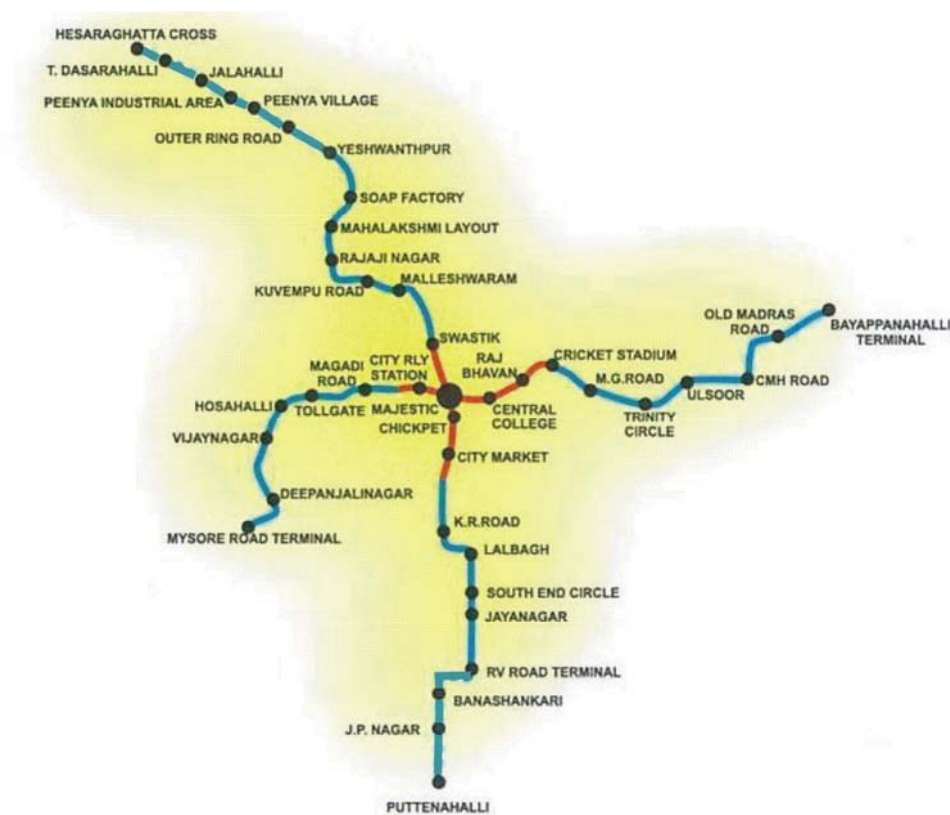 HESARAGHATTA CROSS
T. DASARAHALLI
JALAHALLI
PEENYA INDUSTRIAL AREA
PEENYA VILLAGE
OUTER RING ROAD
YESHWANTHPUR
SOAP FACTORY
MAHALAKSHMI LAYOUT
RAJAJI NAGAR
KUVEMPU ROAD
MALLESHWARAM
SWASTIK
OLD MADRAS
ROAD
BAYAPPANAHALLI
TERMINAL
CRICKET STADIUM
RAJ
BHAVAN
M.G.ROAD
ULSOOR
CMH ROAD
TRINITY
CIRCLE
CENTRAL
COLLEGE
CITY RLY
STATION
MAGADI
ROAD
HOSAHALLI
TOLLGATE
MAJESTIC
CHICKPET
VIJAYNAGAR
CITY MARKET
DEEPANJALINAGAR
MYSORE ROAD TERMINAL
K.R.ROAD
LALBAGH
SOUTH END CIRCLE
JAYANAGAR
RV ROAD TERMINAL
BANASHANKARI
J.P. NAGAR
PUTTENAHALLI